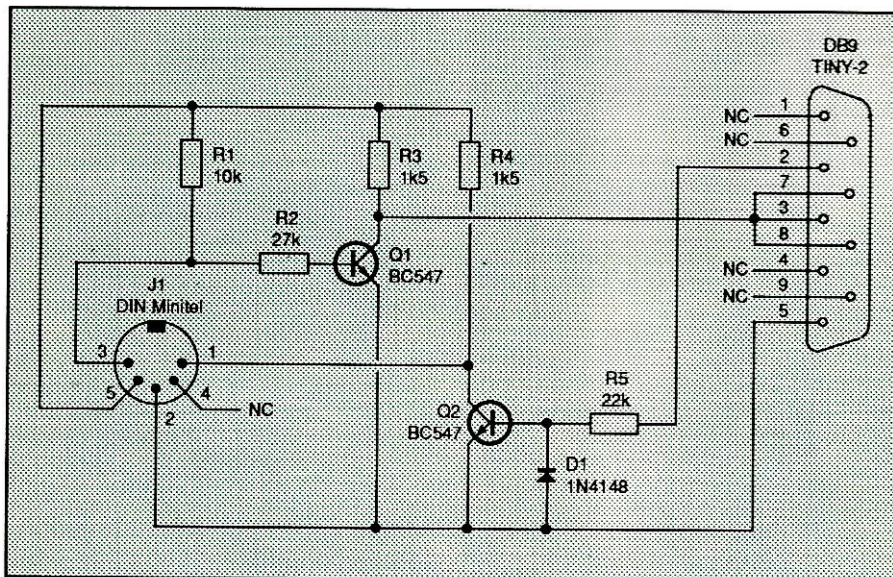 DB9
TINY-2
NC
1
NC
6
2
7
3
8
NC
4
NC
9
5
R1
10k
R3
1k5
R4
1k5
R2
27k
Q1
BC547
J1
DIN Minitel
3
1
5
4
2
NC
R5
22k
Q2
BC547
D1
1N4148